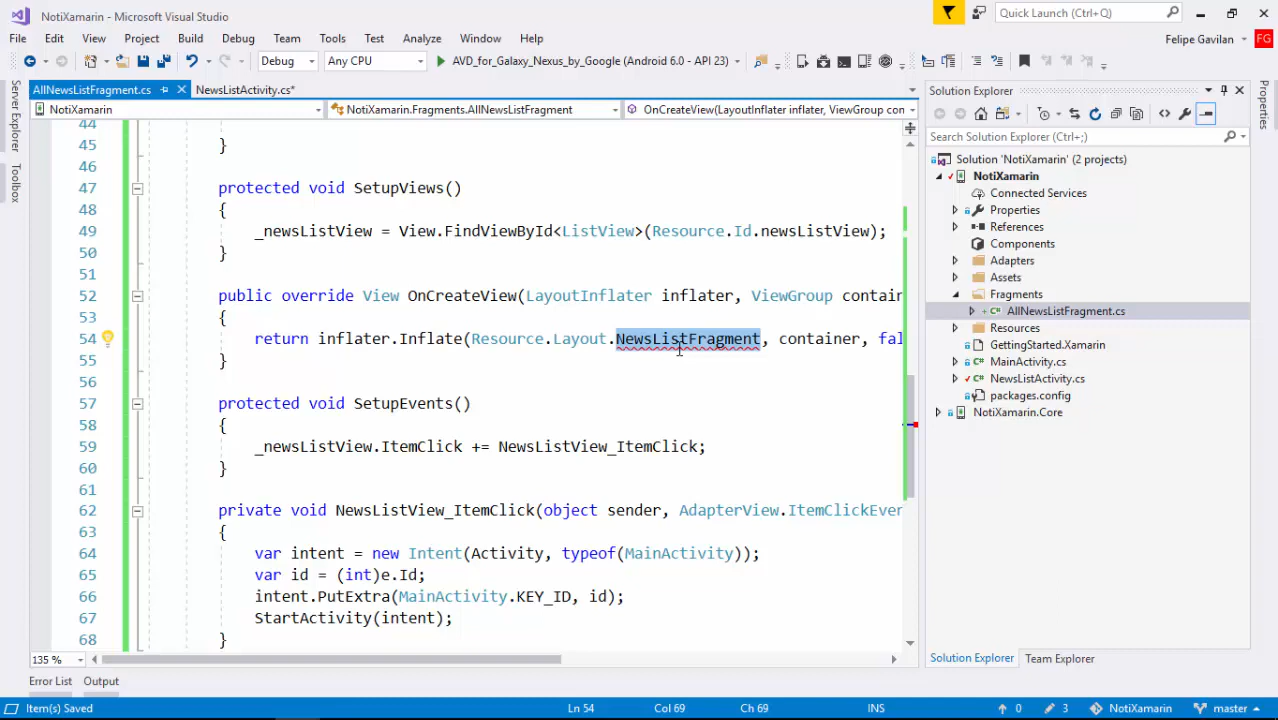 NotiXamarin - Microsoft Visual Studio
Quick Launch (Ctrl+Q)
File Edit View Project Build Debug Team Tools Test Analyze Window Help
Felipe Gavilan FG
Debug Any CPU AVD_for_Galaxy_Nexus_by_Google (Android 6.0 - API 23)
Server Explorer
Toolbox
AllNewsListFragment.cs NewsListActivity.cs*
NotiXamarin NotiXamarin.Fragments.AllNewsListFragment OnCreateView(LayoutInflater inflater, ViewGroup con
44
45 }
46
47 protected void SetupViews()
48 {
49 _newsListView = View.FindViewById<ListView>(Resource.Id.newsListView);
50 }
51
52 public override View OnCreateView(LayoutInflater inflater, ViewGroup contain
53 {
54 return inflater.Inflate(Resource.Layout.NewsListFragment, container, fal
55 }
56
57 protected void SetupEvents()
58 {
59 _newsListView.ItemClick += NewsListView_ItemClick;
60 }
61
62 private void NewsListView_ItemClick(object sender, AdapterView.ItemClickEver
63 {
64 var intent = new Intent(Activity, typeof(MainActivity));
65 var id = (int)e.Id;
66 intent.PutExtra(MainActivity.KEY_ID, id);
67 StartActivity(intent);
68 }
135 %
Solution Explorer
Search Solution Explorer (Ctrl+;)
Solution 'NotiXamarin' (2 projects)
NotiXamarin
Connected Services
Properties
References
Components
Adapters
Assets
Fragments
AllNewsListFragment.cs
Resources
GettingStarted.Xamarin
MainActivity.cs
NewsListActivity.cs
packages.config
NotiXamarin.Core
Solution Explorer Team Explorer
Properties
Error List Output
Item(s) Saved Ln 54 Col 69 Ch 69 INS 0 3 NotiXamarin master